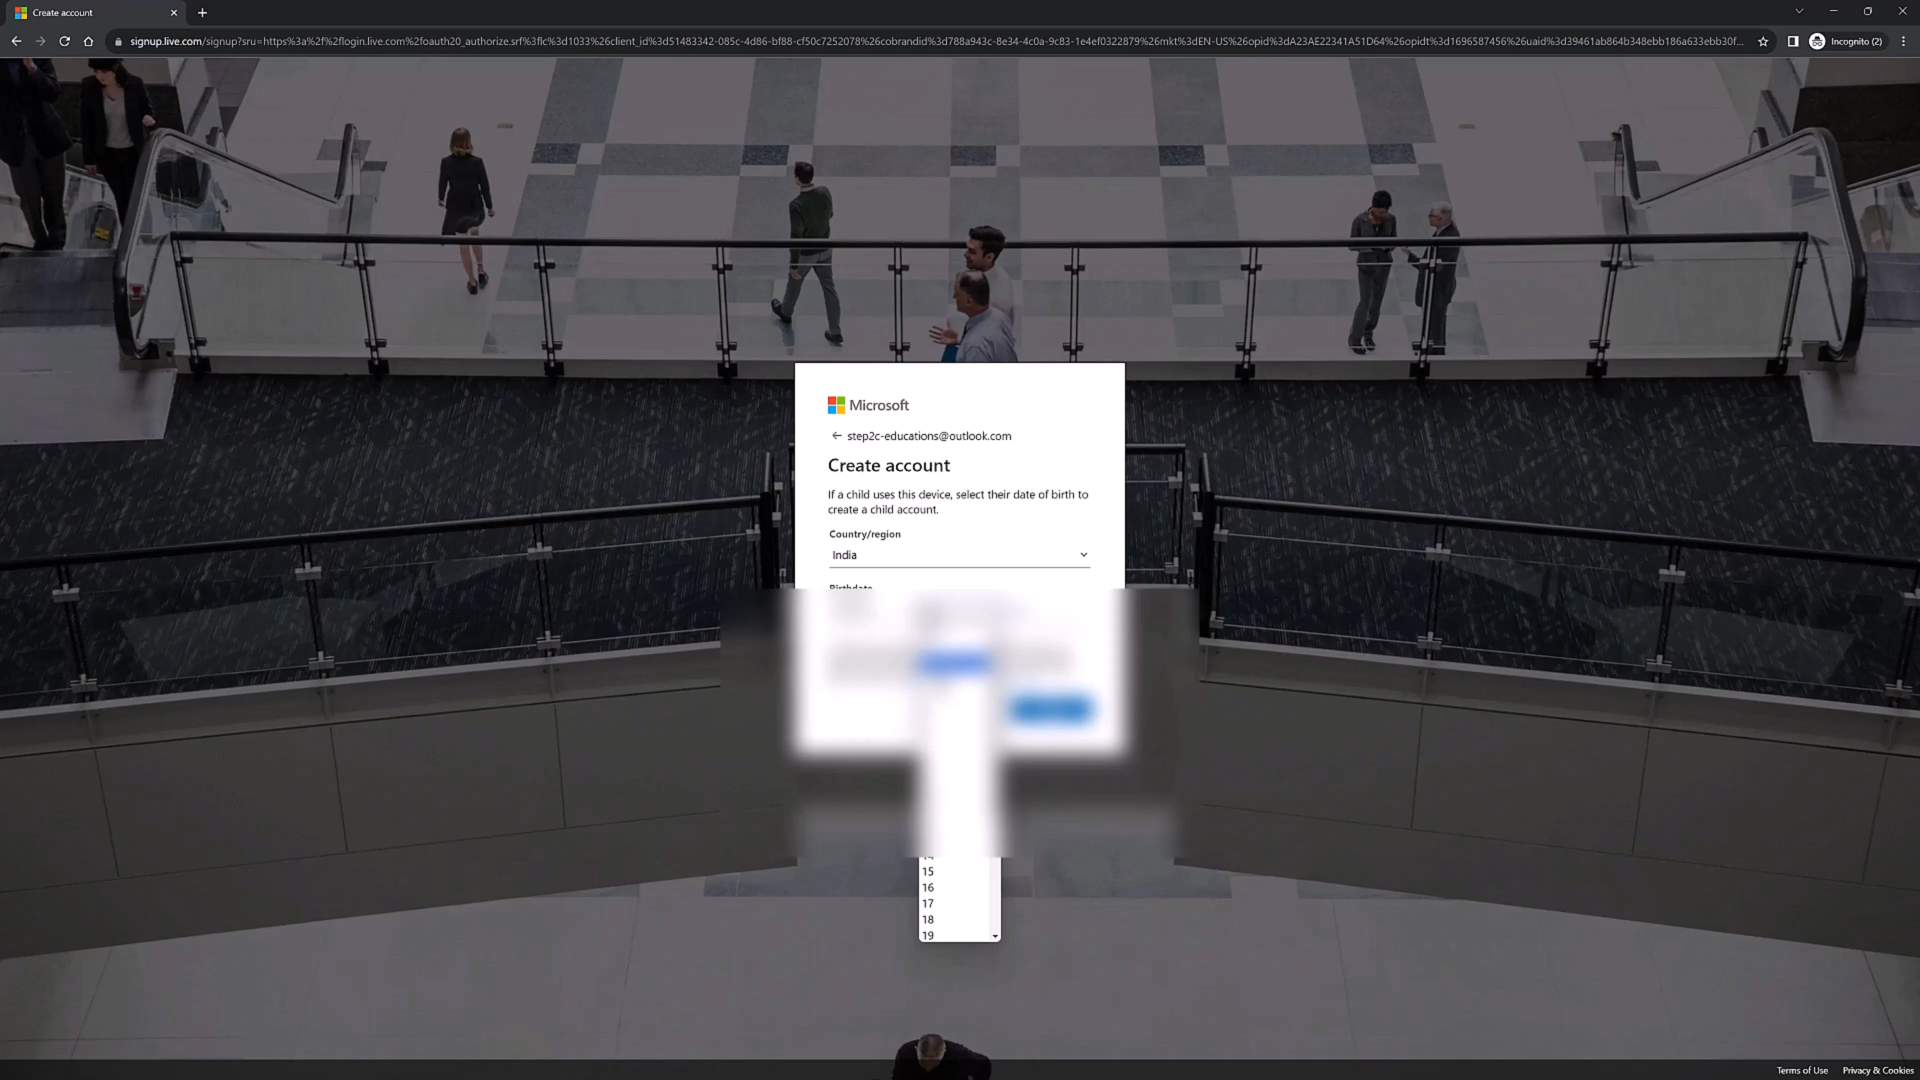 Create account
signup.live.com/signup?sru=https%3a%2f%2flogin.live.com%2foauth20_authorize.srf%3flc%3d1033%26client_id%3d51483342-085c-4d86-bf88-cf50c7252078%26cobrandid%3d788a943c-8e34-4c0a-9c83-1e4ef0322879%26mkt%3dEN-US%26opid%3dA23AE22341A51D64%26opidt%3d1696587456%26uaid%3d39461ab864b348ebb186a633ebb30f...
Incognito (2)
Microsoft
step2c-educations@outlook.com
Create account
If a child uses this device, select their date of birth to
create a child account.
Country/region
India
Birthdate
15
16
17
18
19
Terms of Use
Privacy & Cookies